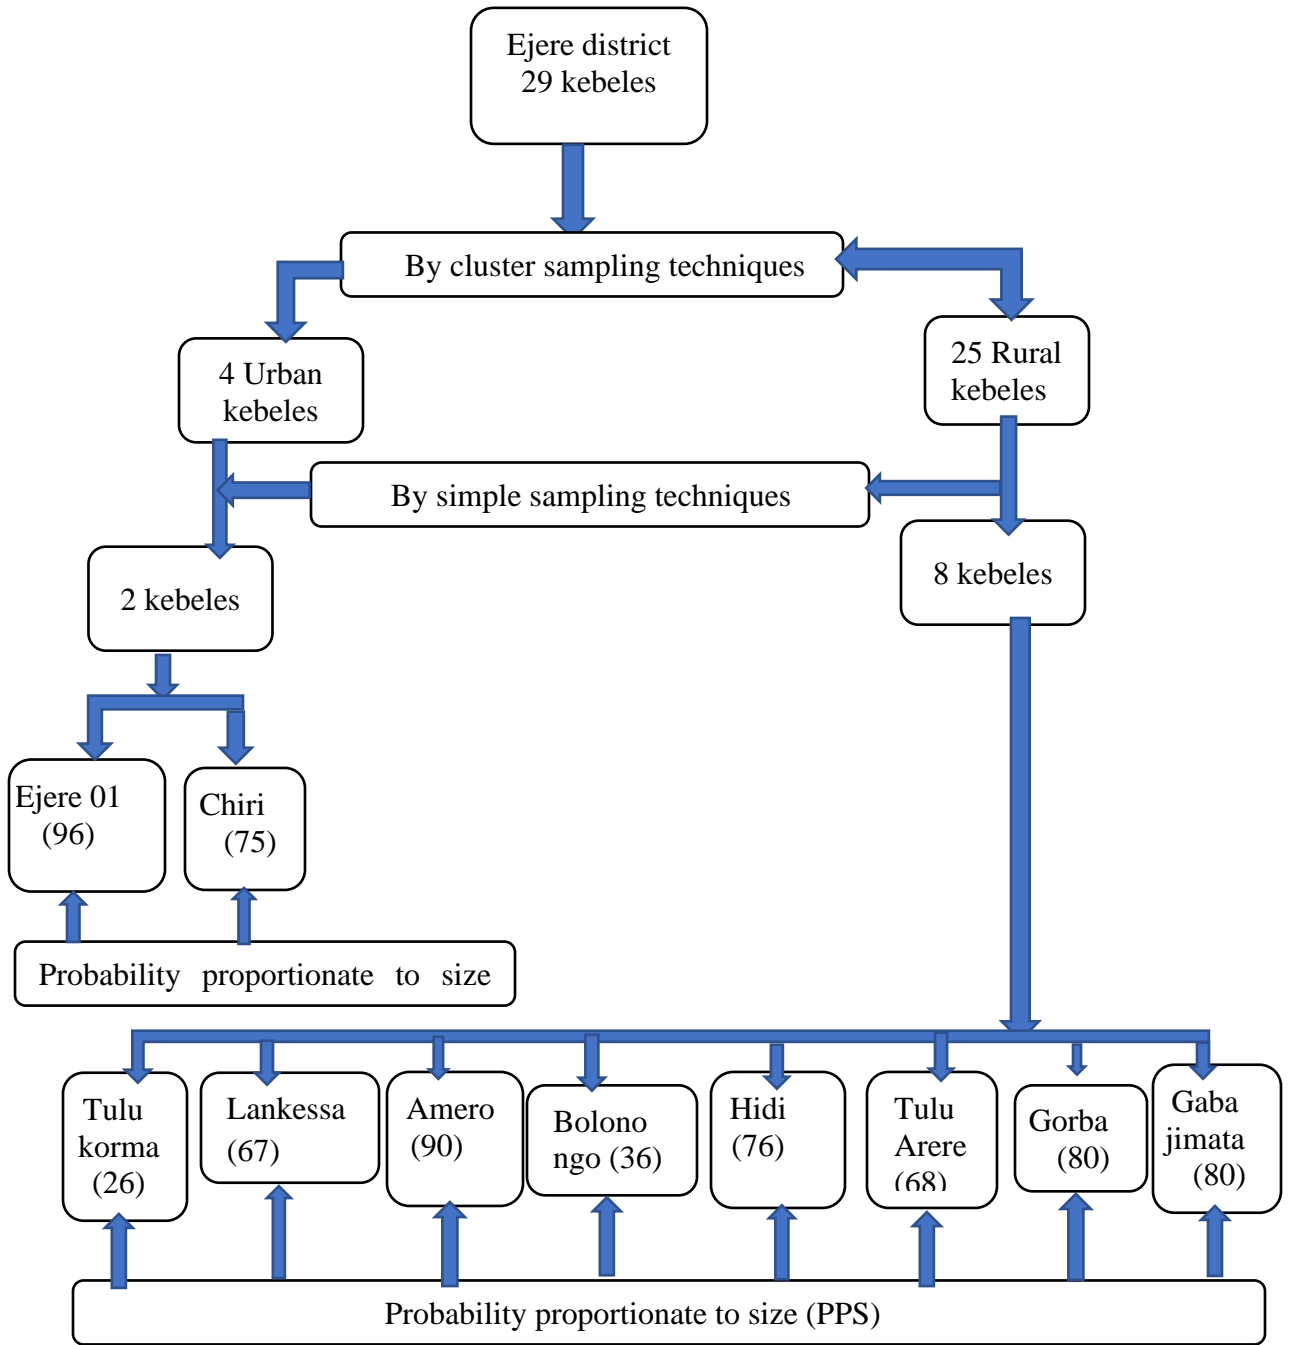 Ejere district
29 kebeles
By cluster sampling techniques
4 Urban
kebeles
25 Rural
kebeles
By simple sampling techniques
2 kebeles
8 kebeles
Ejere 01
(96)
Chiri
(75)
Probability proportionate to size
Tulu
korma
(26)
Lankessa
(67)
Amero
(90)
Bolono
ngo (36)
Hidi
(76)
Tulu
Arere
(68)
Gorba
(80)
Gaba
jimata
(80)
Probability proportionate to size (PPS)